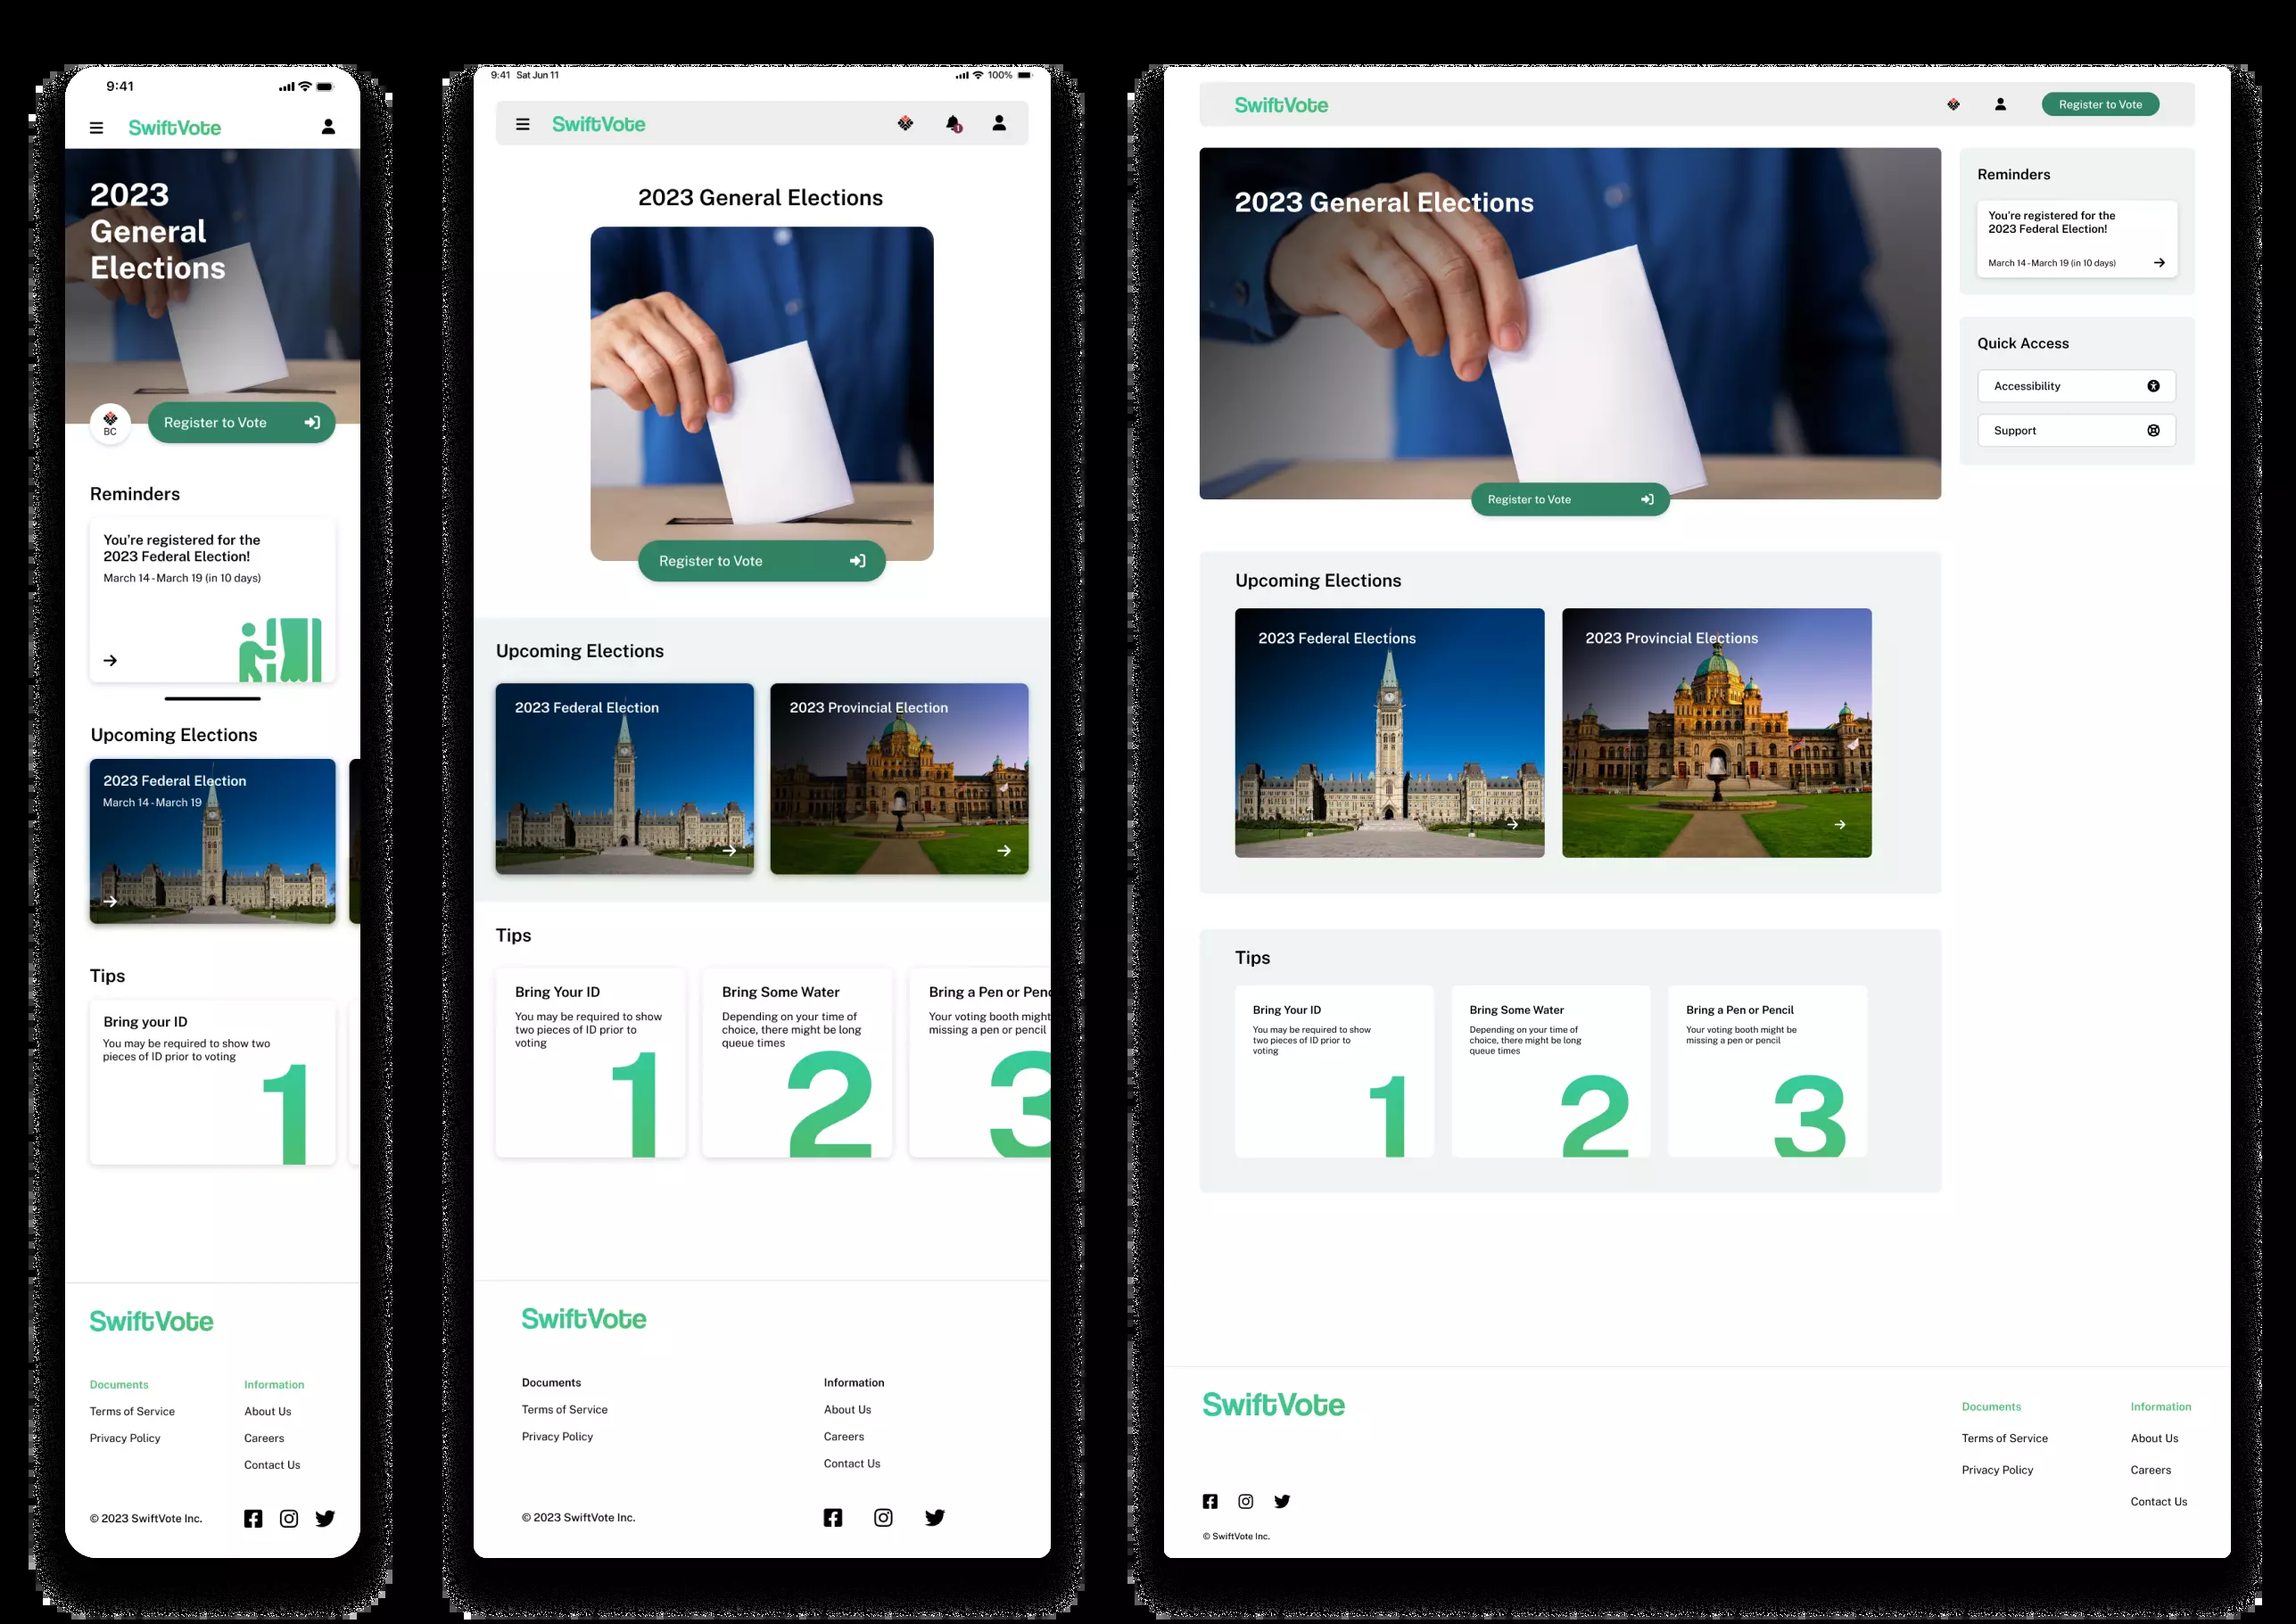 9:41
SwiftVote
2023
General
Elections
BC
Register to Vote
Reminders
You're registered for the
2023 Federal Election!
March 14 - March 19 (in 10 days)
Upcoming Elections
2023 Federal Election
March 14 - March 19
Tips
Bring your ID
You may be required to show two
pieces of ID prior to voting
1
SwiftVote
Documents
Information
Terms of Service
About Us
Privacy Policy
Careers
Contact Us
© 2023 SwiftVote Inc.
9:41 Sat Jun 11
100%
SwiftVote
1
2023 General Elections
Register to Vote
Upcoming Elections
2023 Federal Election
2023 Provincial Election
Tips
Bring Your ID
You may be required to show
two pieces of ID prior to
voting
1
Bring Some Water
Depending on your time of
choice, there might be long
queue times
2
Bring a Pen or Penc
Your voting booth might
missing a pen or pencil
3
SwiftVote
Documents
Information
Terms of Service
About Us
Privacy Policy
Careers
Contact Us
© 2023 SwiftVote Inc.
SwiftVote
Register to Vote
2023 General Elections
Register to Vote
Reminders
You're registered for the
2023 Federal Election!
March 14 - March 19 (in 10 days)
Quick Access
Accessibility
Support
Upcoming Elections
2023 Federal Elections
2023 Provincial Elections
Tips
Bring Your ID
You may be required to show
two pieces of ID prior to
voting
1
Bring Some Water
Depending on your time of
choice, there might be long
queue times
2
Bring a Pen or Pencil
Your voting booth might be
missing a pen or pencil
3
SwiftVote
Documents
Information
Terms of Service
About Us
Privacy Policy
Careers
Contact Us
© SwiftVote Inc.